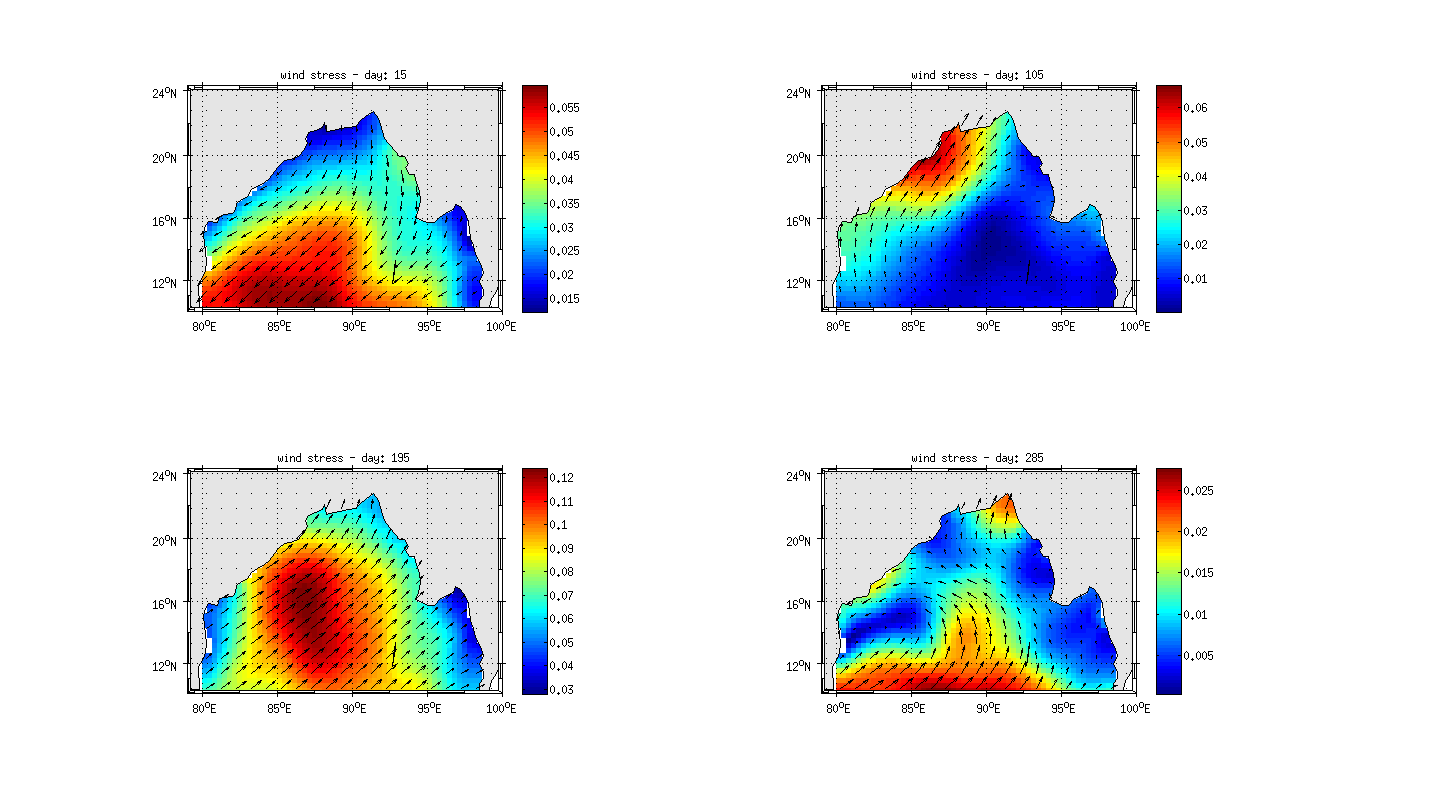 wind stress - day: 15
24°N
20°N
16°N
12°N
80°E 85°E 90°E 95°E 100°E
0.055
0.05
0.045
0.04
0.035
0.03
0.025
0.02
0.015
wind stress - day: 105
24°N
20°N
16°N
12°N
80°E 85°E 90°E 95°E 100°E
0.06
0.05
0.04
0.03
0.02
0.01
wind stress - day: 195
24°N
20°N
16°N
12°N
80°E 85°E 90°E 95°E 100°E
0.12
0.11
0.1
0.09
0.08
0.07
0.06
0.05
0.04
0.03
wind stress - day: 285
24°N
20°N
16°N
12°N
80°E 85°E 90°E 95°E 100°E
0.025
0.02
0.015
0.01
0.005